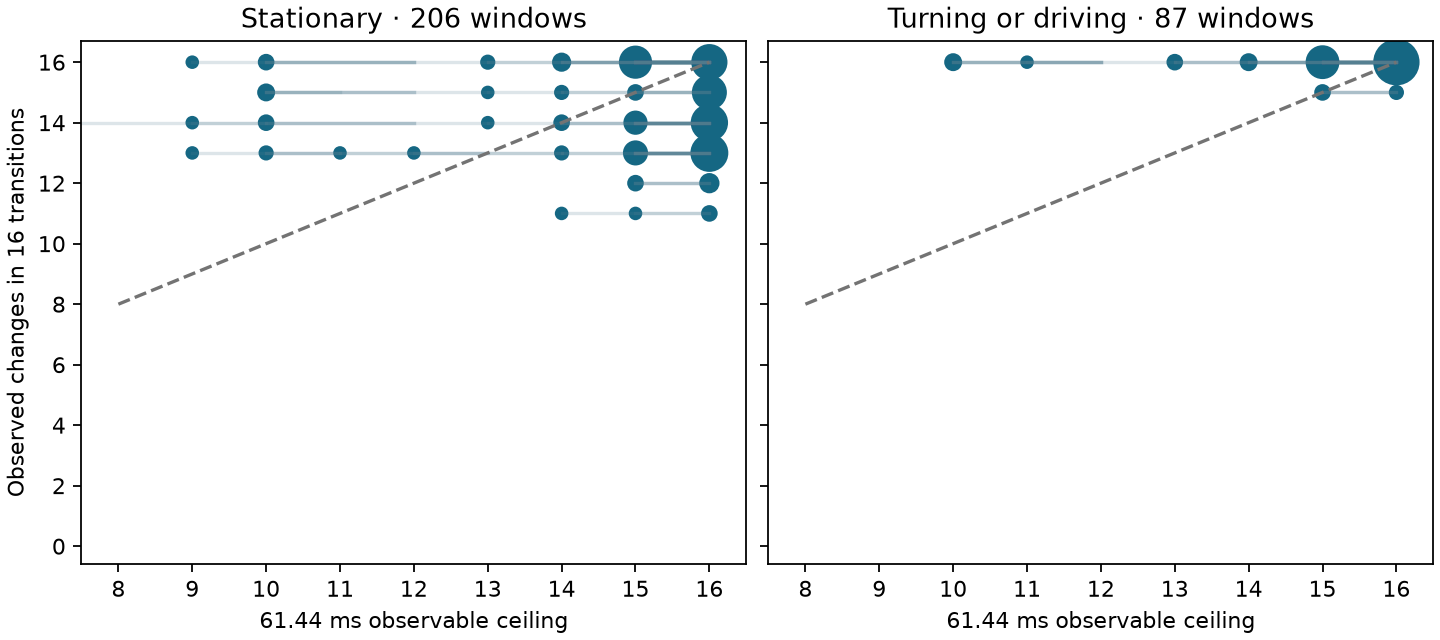 Stationary · 206 windows
Turning or driving · 87 windows
Observed changes in 16 transitions
16
14
12
10
8
6
4
2
0
8 9 10 11 12 13 14 15 16
8 9 10 11 12 13 14 15 16
61.44 ms observable ceiling
61.44 ms observable ceiling